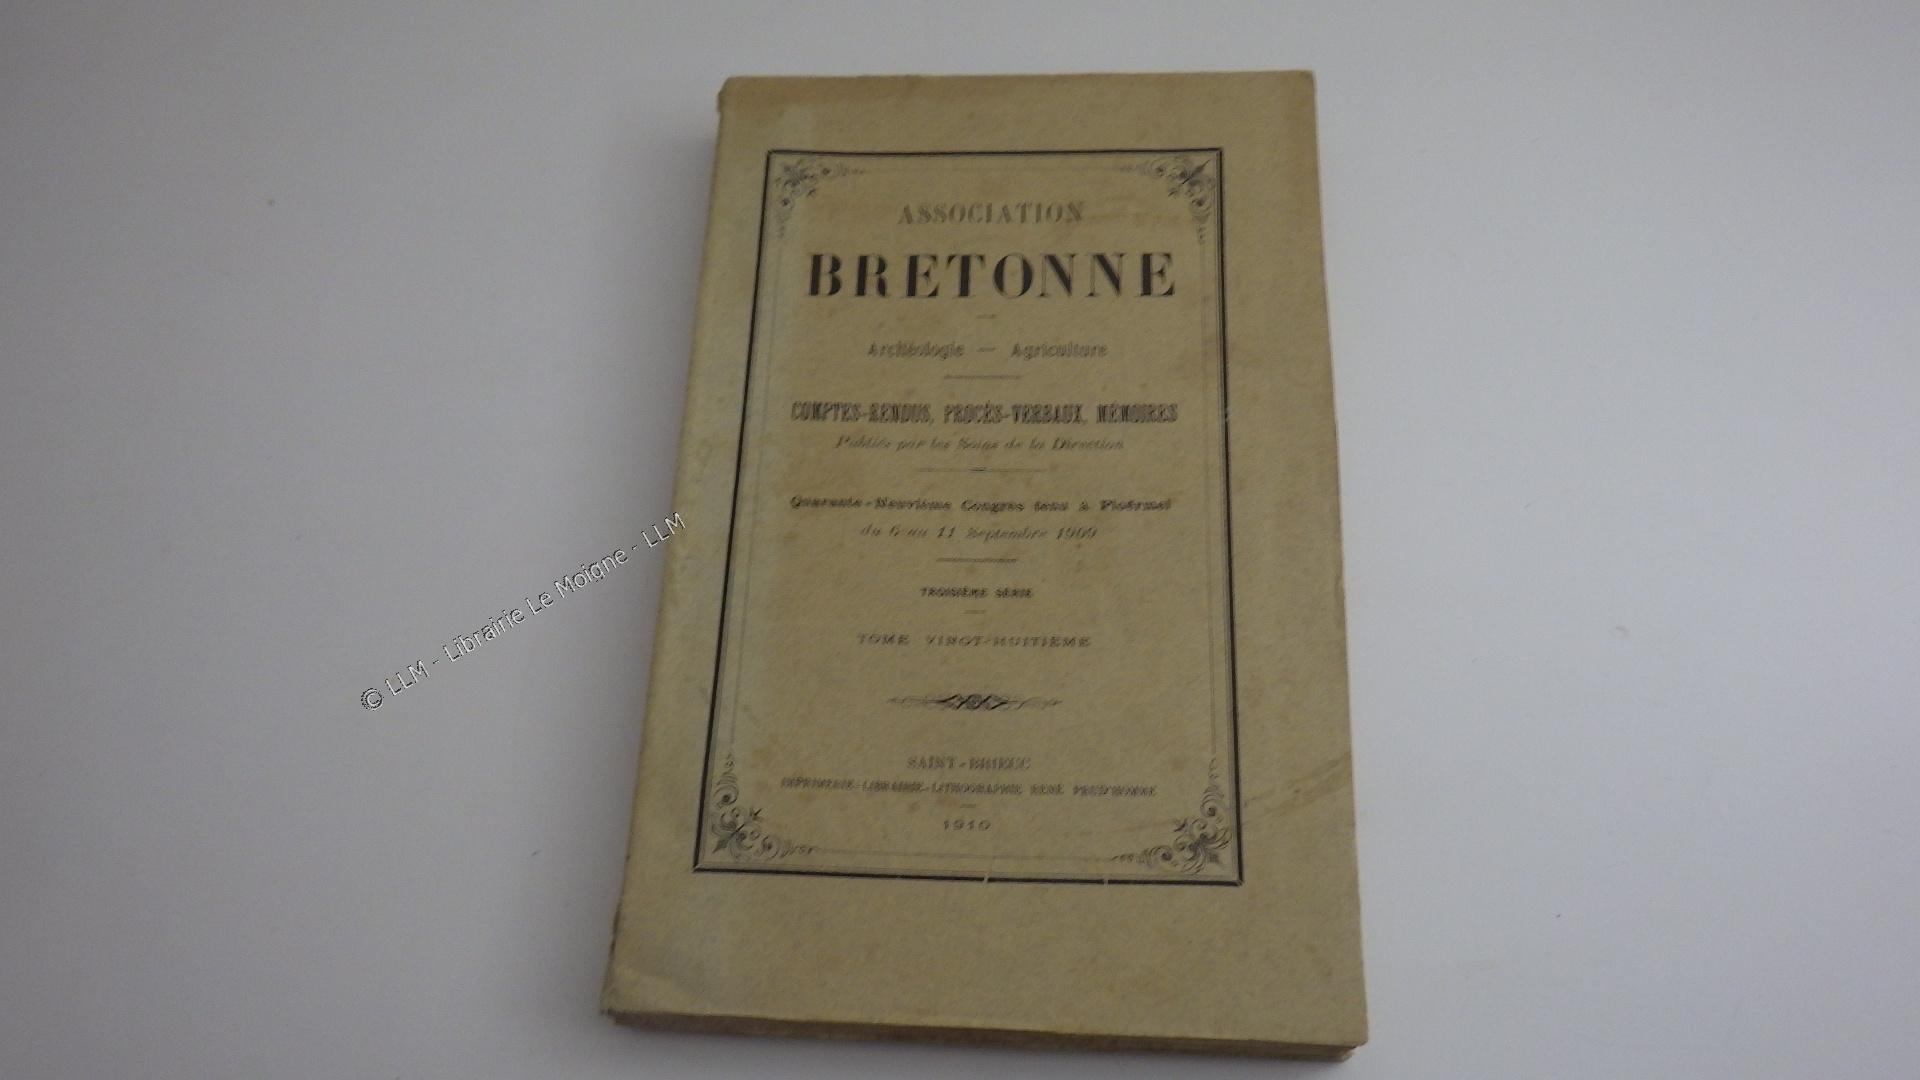 ASSOCIATION
BRETONNE
Archéologie — Agriculture
COMPTES-RENDUS, PROCÈS-VERBAUX, MÉMOIRES
Publiés par les Soins de la Direction
Quarante-Neuvième Congrès tenu à Ploërmel
du 6 au 11 Septembre 1909
TROISIÈME SÉRIE
TOME VINGT-HUITIÈME
SAINT-BRIEUC
IMPRIMERIE-LIBRAIRIE-LITHOGRAPHIE RENÉ PRUD'HOMME
1910
© LLM - Librairie Le Moigne - LLM